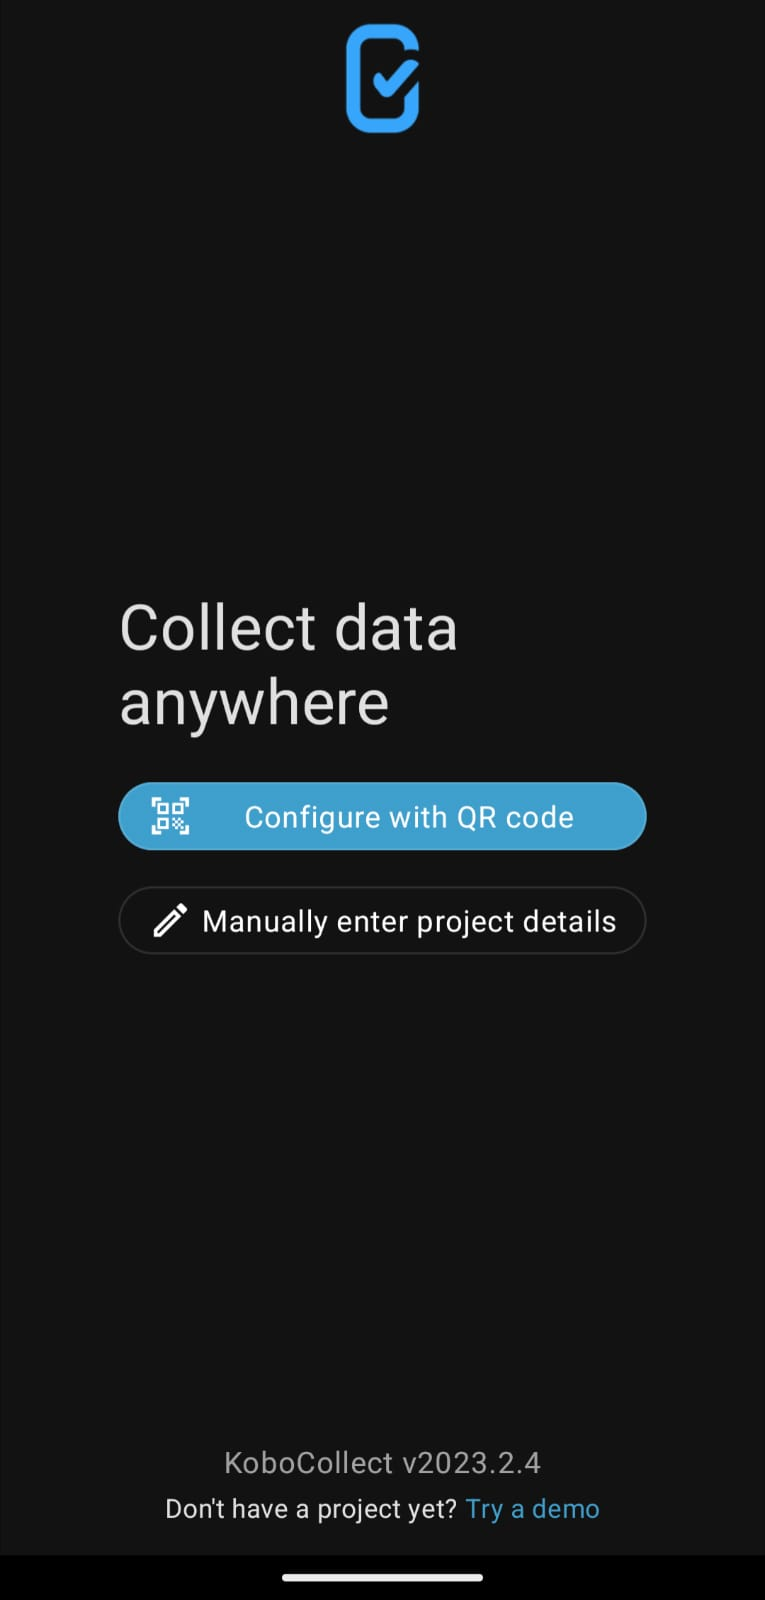 Collect data
anywhere
Configure with QR code
Manually enter project details
KoboCollect v2023.2.4
Don't have a project yet? Try a demo